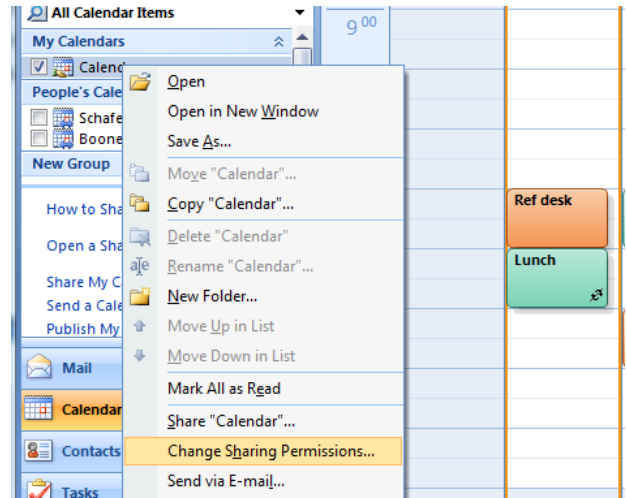 All Calendar Items
My Calendars
Calend
People's Cale
Schafe
Boone
New Group
How to Sha
Open a Sha
Share My C
Send a Cale
Publish My
Mail
Calendar
Contacts
Tasks
Open
Open in New Window
Save As...
Move "Calendar"...
Copy "Calendar"...
Delete "Calendar"
Rename "Calendar"...
New Folder...
Move Up in List
Move Down in List
Mark All as Read
Share "Calendar"...
Change Sharing Permissions...
Send via E-mail...
9 00
Ref desk
Lunch